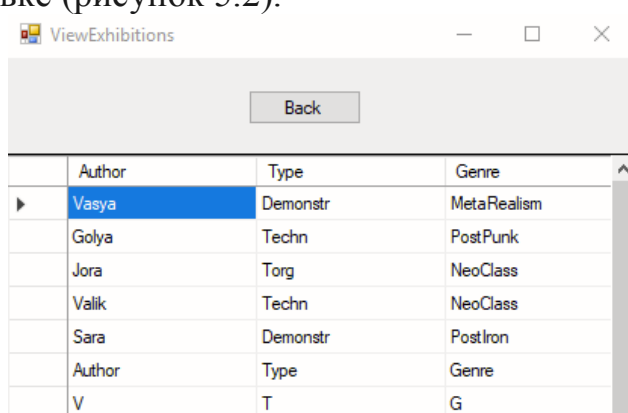 вке (рисунок 5.2).
ViewExhibitions
Back
Author Type Genre
Vasya Demonstr MetaRealism
Golya Techn PostPunk
Jora Torg NeoClass
Valik Techn NeoClass
Sara Demonstr PostIron
Author Type Genre
V T G